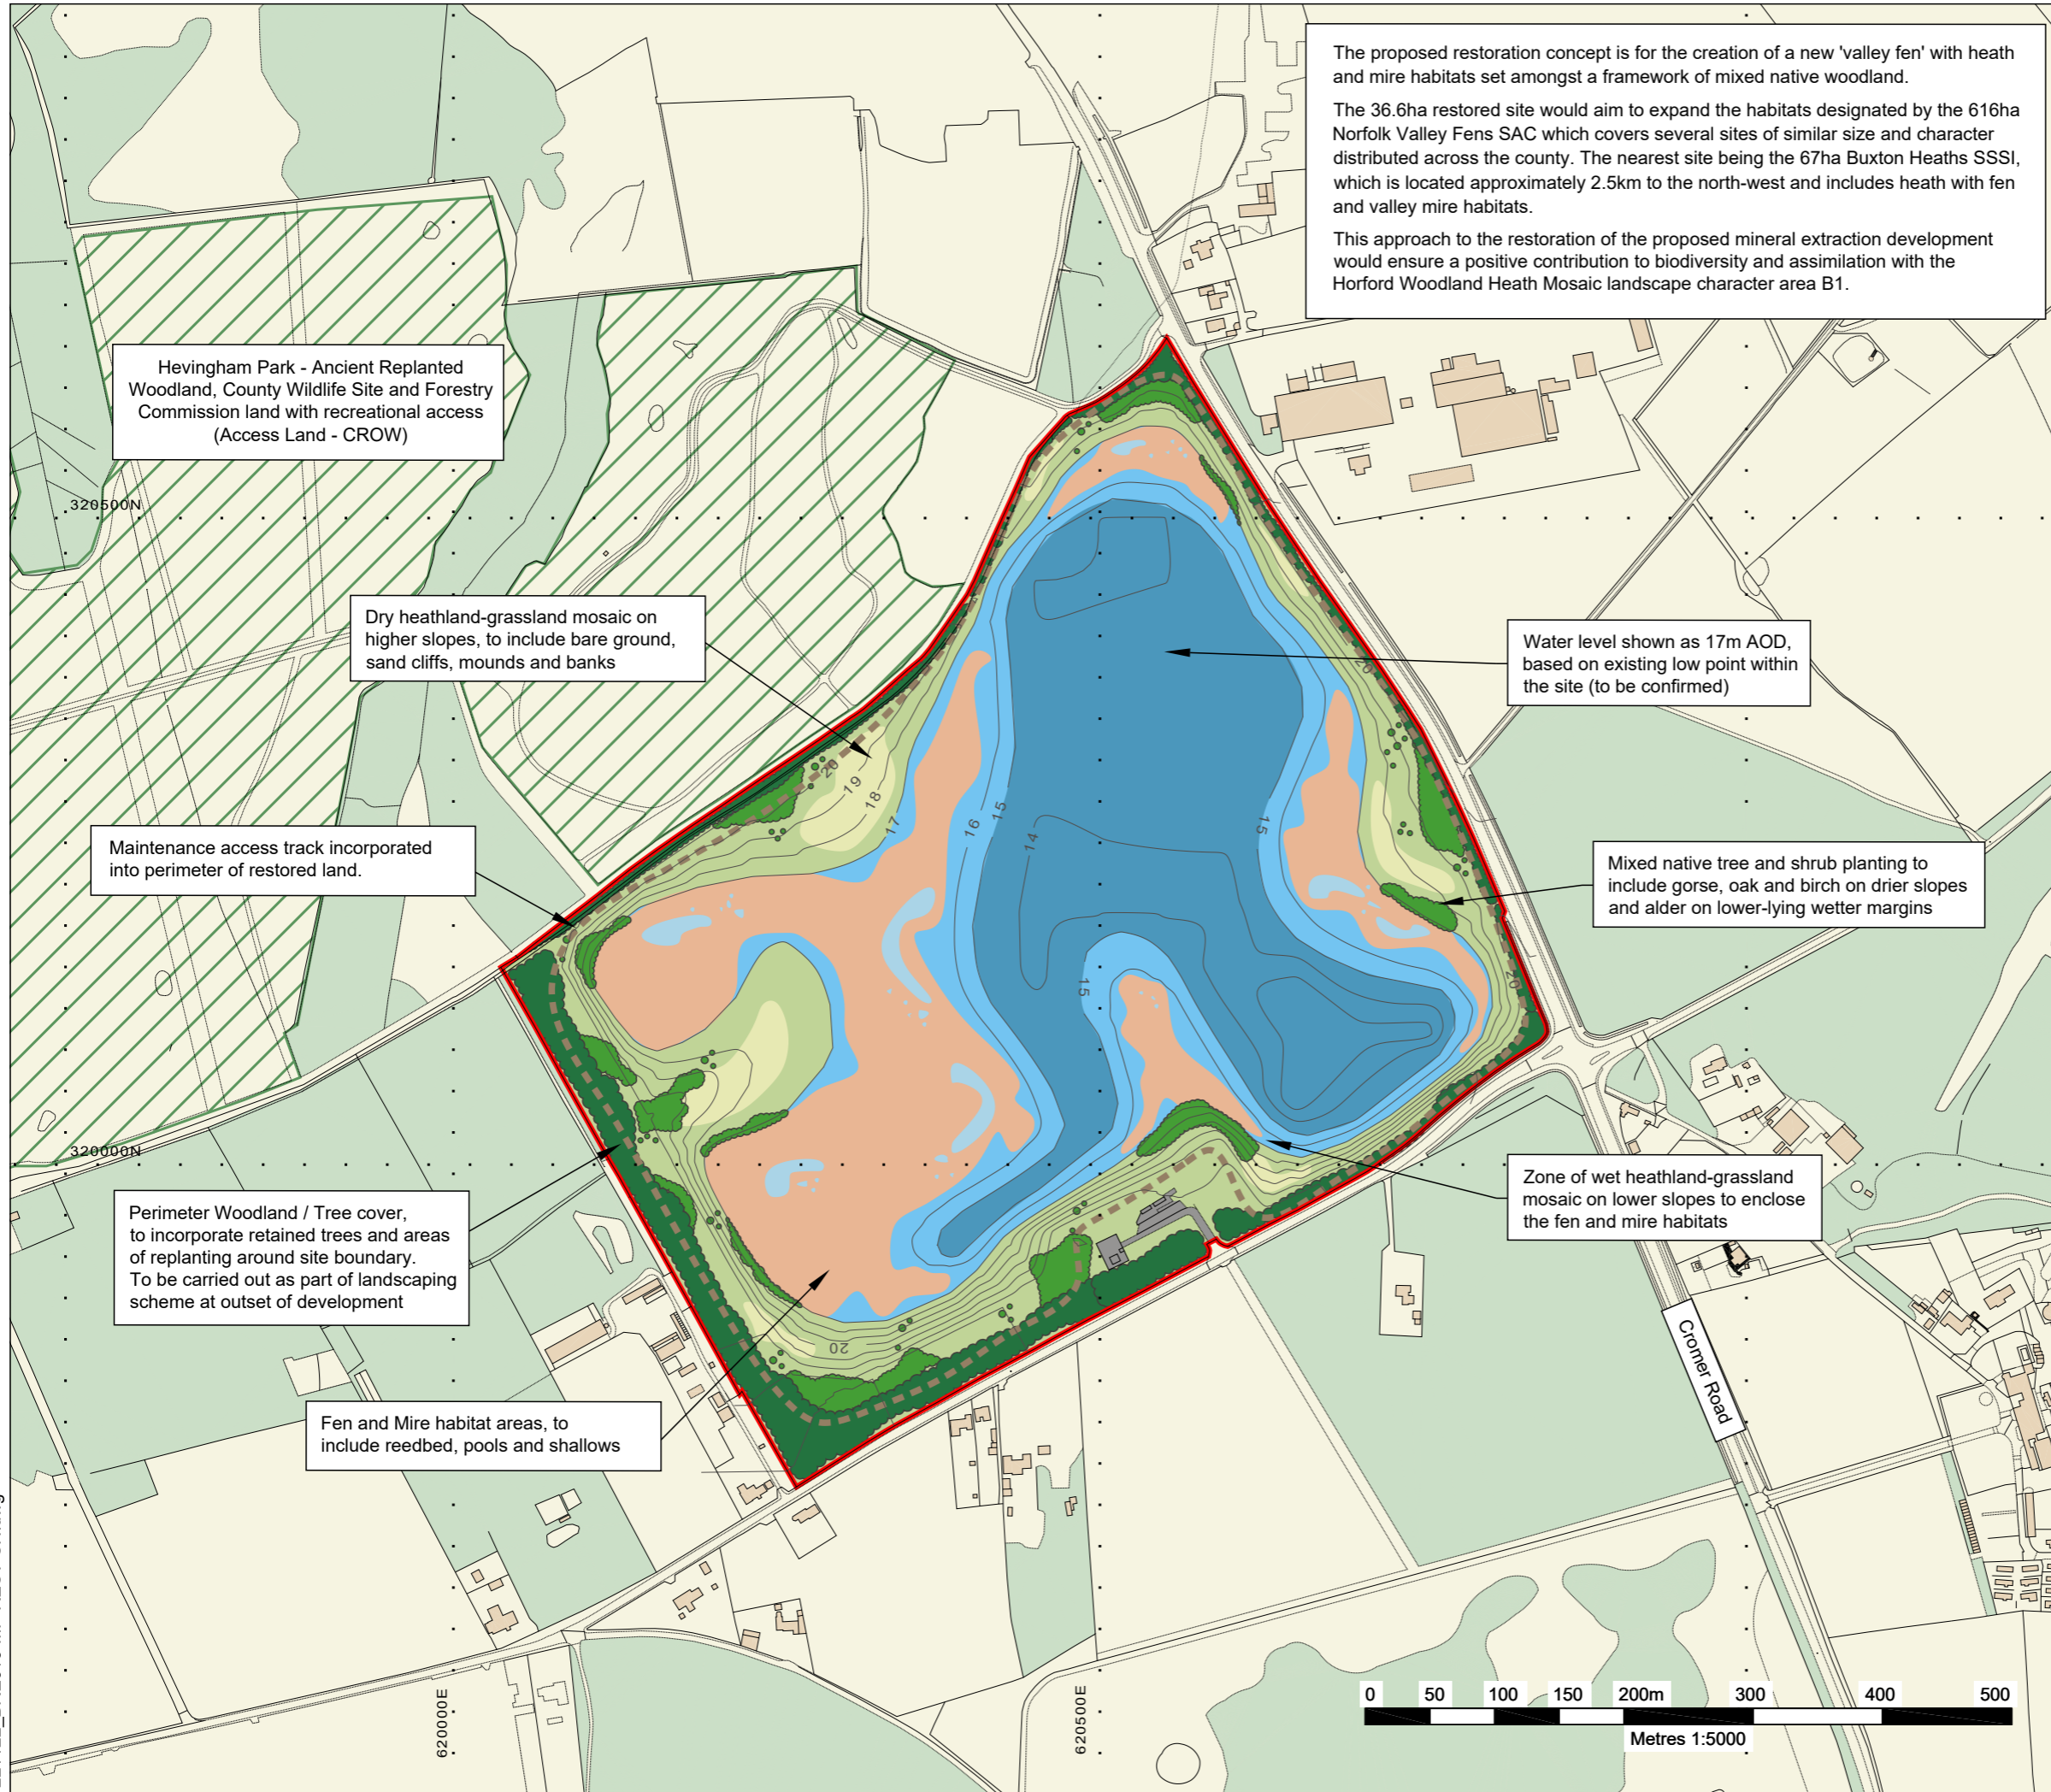 The proposed restoration concept is for the creation of a new 'valley fen' with heath
and mire habitats set amongst a framework of mixed native woodland.
The 36.6ha restored site would aim to expand the habitats designated by the 616ha
Norfolk Valley Fens SAC which covers several sites of similar size and character
distributed across the county. The nearest site being the 67ha Buxton Heaths SSSI,
which is located approximately 2.5km to the north-west and includes heath with fen
and valley mire habitats.
This approach to the restoration of the proposed mineral extraction development
would ensure a positive contribution to biodiversity and assimilation with the
Horford Woodland Heath Mosaic landscape character area B1.
Hevingham Park - Ancient Replanted
Woodland, County Wildlife Site and Forestry
Commission land with recreational access
(Access Land - CROW)
320500N
Dry heathland-grassland mosaic on
higher slopes, to include bare ground,
sand cliffs, mounds and banks
Water level shown as 17m AOD,
based on existing low point within
the site (to be confirmed)
20
20
19
18
17
16
15
14
15
Maintenance access track incorporated
into perimeter of restored land.
Mixed native tree and shrub planting to
include gorse, oak and birch on drier slopes
and alder on lower-lying wetter margins
15
20
320000N
Perimeter Woodland / Tree cover,
to incorporate retained trees and areas
of replanting around site boundary.
To be carried out as part of landscaping
scheme at outset of development
Zone of wet heathland-grassland
mosaic on lower slopes to enclose
the fen and mire habitats
20
Cromer Road
Fen and Mire habitat areas, to
include reedbed, pools and shallows
620000E
620500E
0 50 100 150 200m 300 400 500
Metres 1:5000